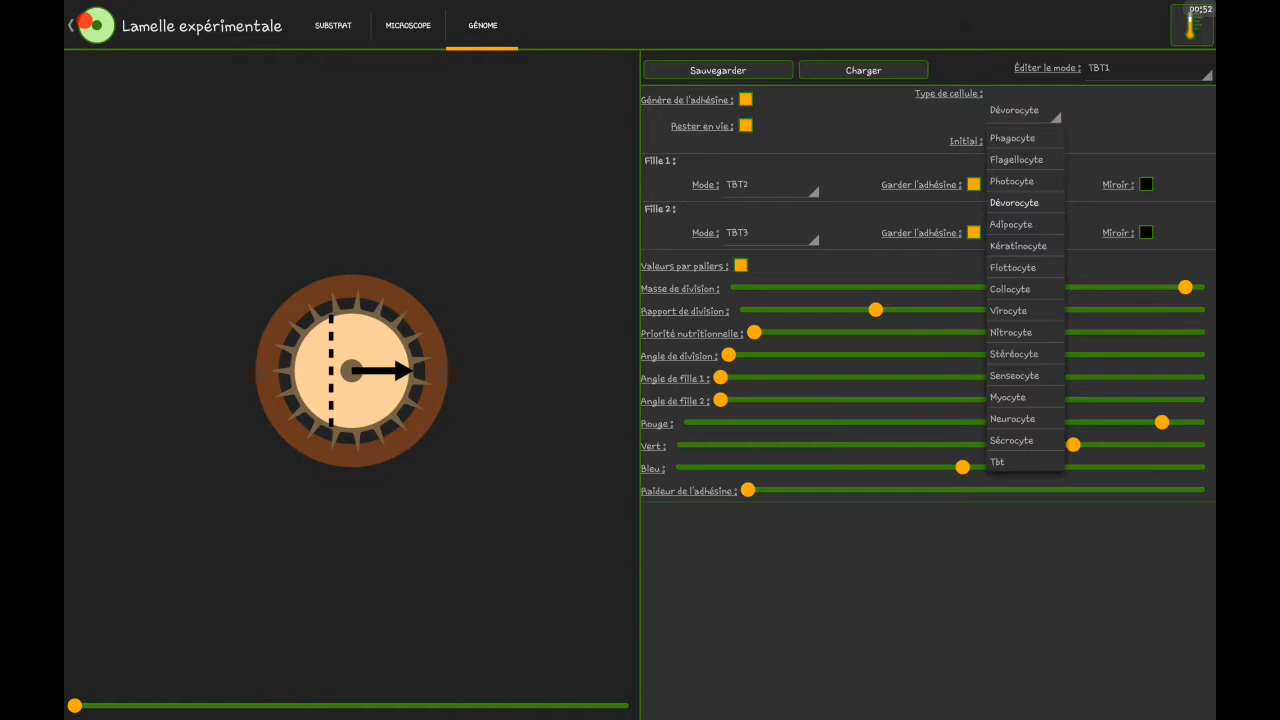 00:52
Lamelle expérimentale
SUBSTRAT
MICROSCOPE
GÉNOME
Sauvegarder
Charger
Éditer le mode :
TBT1
Génère de l'adhésine :
Type de cellule :
Dévorocyte
Rester en vie :
Initial :
Phagocyte
Flagellocyte
Photocyte
Dévorocyte
Adipocyte
Kératinocyte
Flottocyte
Collocyte
Virocyte
Nitrocyte
Stéréocyte
Senseocyte
Myocyte
Neurocyte
Sécrocyte
Tbt
Fille 1 :
Mode : TBT2
Garder l'adhésine :
Miroir :
Fille 2 :
Mode : TBT3
Garder l'adhésine :
Miroir :
Valeurs par paliers :
Masse de division :
Rapport de division :
Priorité nutritionnelle :
Angle de division :
Angle de fille 1 :
Angle de fille 2 :
Rouge :
Vert :
Bleu :
Raideur de l'adhésine :